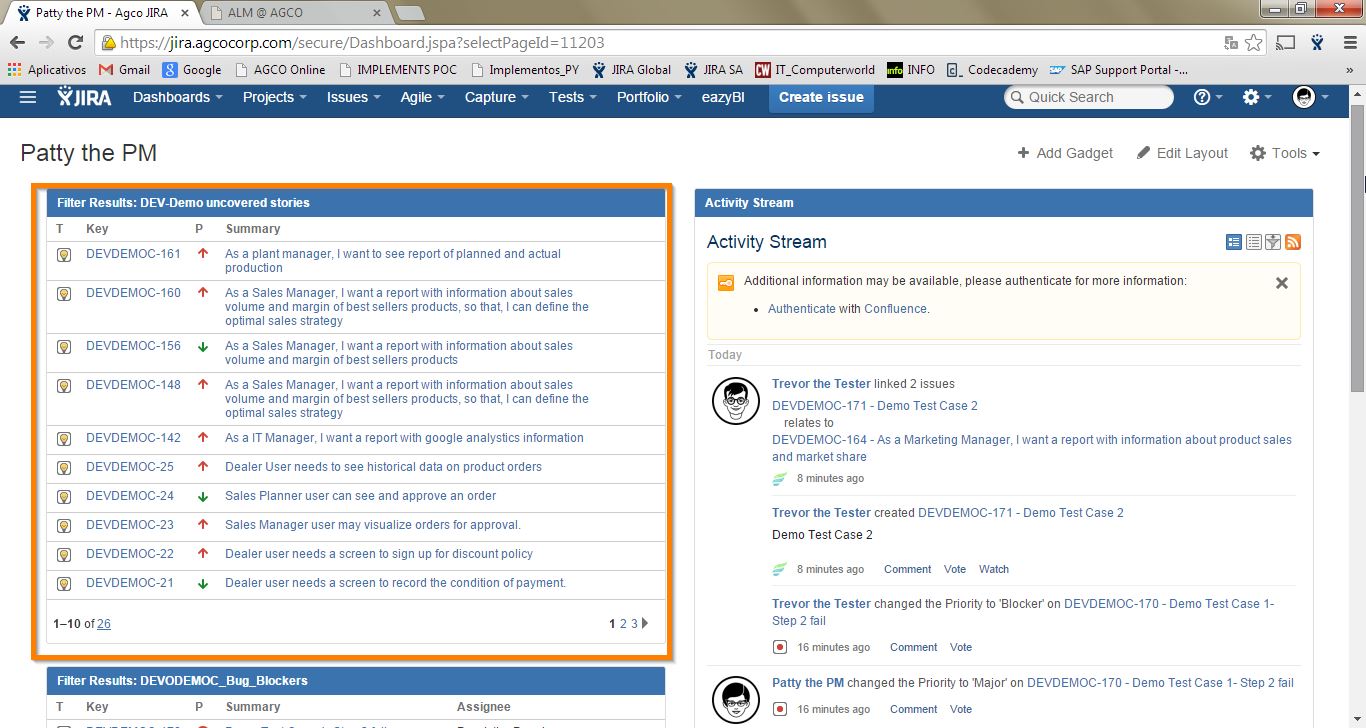 Patty the PM - Agco JIRA
ALM @ AGCO
https://jira.agcocorp.com/secure/Dashboard.jspa?selectPageId=11203
Aplicativos Gmail Google AGCO Online IMPLEMENTS POC Implementos_PY JIRA Global JIRA SA IT_Computerworld INFO Codecademy SAP Support Portal -...
JIRA Dashboards Projects Issues Agile Capture Tests Portfolio eazyBI Create issue Quick Search
Patty the PM
Add Gadget Edit Layout Tools
Filter Results: DEV-Demo uncovered stories
T Key P Summary
DEVDEMOC-161 As a plant manager, I want to see report of planned and actual
production
DEVDEMOC-160 As a Sales Manager, I want a report with information about sales
volume and margin of best sellers products, so that, I can define the
optimal sales strategy
DEVDEMOC-156 As a Sales Manager, I want a report with information about sales
volume and margin of best sellers products
DEVDEMOC-148 As a Sales Manager, I want a report with information about sales
volume and margin of best sellers products, so that, I can define the
optimal sales strategy
DEVDEMOC-142 As a IT Manager, I want a report with google analystics information
DEVDEMOC-25 Dealer User needs to see historical data on product orders
DEVDEMOC-24 Sales Planner user can see and approve an order
DEVDEMOC-23 Sales Manager user may visualize orders for approval.
DEVDEMOC-22 Dealer user needs a screen to sign up for discount policy
DEVDEMOC-21 Dealer user needs a screen to record the condition of payment.
1–10 of 26 1 2 3
Filter Results: DEVODEMOC_Bug_Blockers
T Key P Summary Assignee
Activity Stream
Activity Stream
Additional information may be available, please authenticate for more information:
• Authenticate with Confluence.
Today
Trevor the Tester linked 2 issues
DEVDEMOC-171 - Demo Test Case 2
relates to
DEVDEMOC-164 - As a Marketing Manager, I want a report with information about product sales
and market share
8 minutes ago
Trevor the Tester created DEVDEMOC-171 - Demo Test Case 2
Demo Test Case 2
8 minutes ago Comment Vote Watch
Trevor the Tester changed the Priority to 'Blocker' on DEVDEMOC-170 - Demo Test Case 1-
Step 2 fail
16 minutes ago Comment Vote
Patty the PM changed the Priority to 'Major' on DEVDEMOC-170 - Demo Test Case 1- Step 2 fail
16 minutes ago Comment Vote